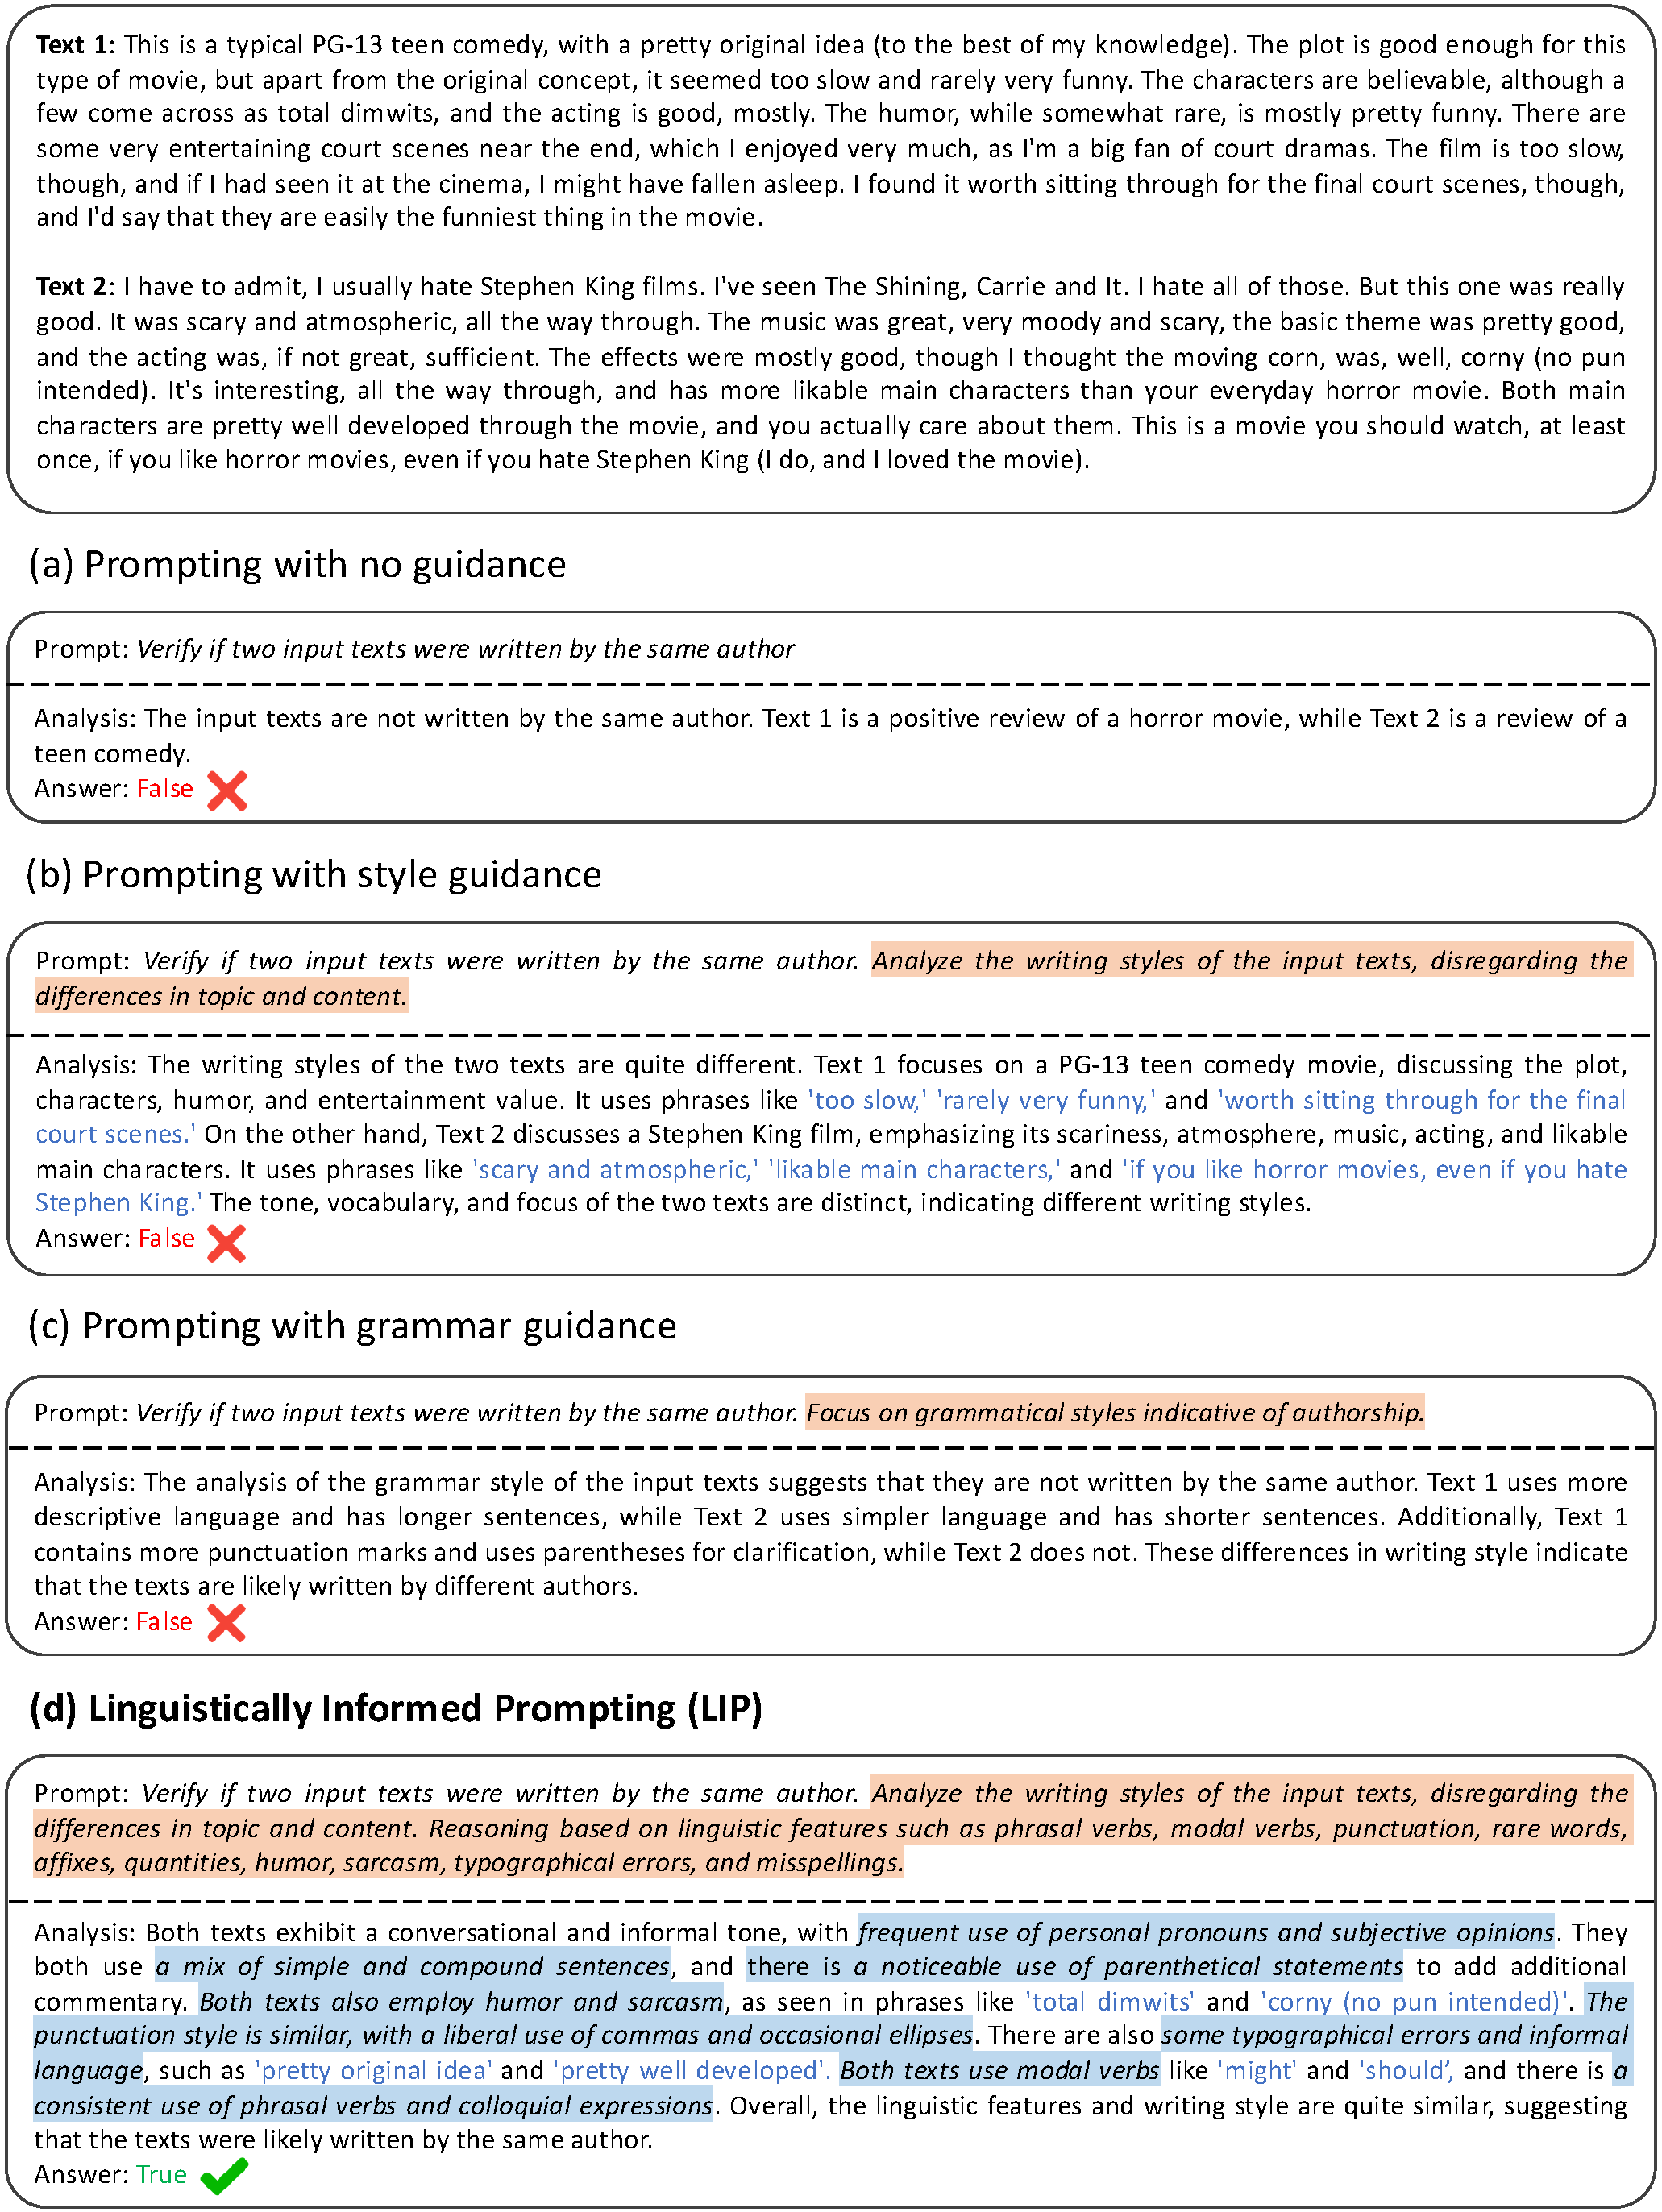 Text 1: This is a typical PG-13 teen comedy, with a pretty original idea (to the best of my knowledge). The plot is good enough for this
type of movie, but apart from the original concept, it seemed too slow and rarely very funny. The characters are believable, although a
few come across as total dimwits, and the acting is good, mostly. The humor, while somewhat rare, is mostly pretty funny. There are
some very entertaining court scenes near the end, which I enjoyed very much, as I'm a big fan of court dramas. The film is too slow,
though, and if I had seen it at the cinema, I might have fallen asleep. I found it worth sitting through for the final court scenes, though,
and I'd say that they are easily the funniest thing in the movie.
Text 2: I have to admit, I usually hate Stephen King films. I've seen The Shining, Carrie and It. I hate all of those. But this one was really
good. It was scary and atmospheric, all the way through. The music was great, very moody and scary, the basic theme was pretty good,
and the acting was, if not great, sufficient. The effects were mostly good, though I thought the moving corn, was, well, corny (no pun
intended). It's interesting, all the way through, and has more likable main characters than your everyday horror movie. Both main
characters are pretty well developed through the movie, and you actually care about them. This is a movie you should watch, at least
once, if you like horror movies, even if you hate Stephen King (I do, and I loved the movie).
(a) Prompting with no guidance
Prompt: Verify if two input texts were written by the same author
Analysis: The input texts are not written by the same author. Text 1 is a positive review of a horror movie, while Text 2 is a review of a
teen comedy.
Answer: False
(b) Prompting with style guidance
Prompt: Verify if two input texts were written by the same author. Analyze the writing styles of the input texts, disregarding the
differences in topic and content.
Analysis: The writing styles of the two texts are quite different. Text 1 focuses on a PG-13 teen comedy movie, discussing the plot,
characters, humor, and entertainment value. It uses phrases like 'too slow,' 'rarely very funny,' and 'worth sitting through for the final
court scenes.' On the other hand, Text 2 discusses a Stephen King film, emphasizing its scariness, atmosphere, music, acting, and likable
main characters. It uses phrases like 'scary and atmospheric,' 'likable main characters,' and 'if you like horror movies, even if you hate
Stephen King.' The tone, vocabulary, and focus of the two texts are distinct, indicating different writing styles.
Answer: False
(c) Prompting with grammar guidance
Prompt: Verify if two input texts were written by the same author. Focus on grammatical styles indicative of authorship.
Analysis: The analysis of the grammar style of the input texts suggests that they are not written by the same author. Text 1 uses more
descriptive language and has longer sentences, while Text 2 uses simpler language and has shorter sentences. Additionally, Text 1
contains more punctuation marks and uses parentheses for clarification, while Text 2 does not. These differences in writing style indicate
that the texts are likely written by different authors.
Answer: False
(d) Linguistically Informed Prompting (LIP)
Prompt: Verify if two input texts were written by the same author. Analyze the writing styles of the input texts, disregarding the
differences in topic and content. Reasoning based on linguistic features such as phrasal verbs, modal verbs, punctuation, rare words,
affixes, quantities, humor, sarcasm, typographical errors, and misspellings.
Analysis: Both texts exhibit a conversational and informal tone, with frequent use of personal pronouns and subjective opinions. They
both use a mix of simple and compound sentences, and there is a noticeable use of parenthetical statements to add additional
commentary. Both texts also employ humor and sarcasm, as seen in phrases like 'total dimwits' and 'corny (no pun intended)'. The
punctuation style is similar, with a liberal use of commas and occasional ellipses. There are also some typographical errors and informal
language, such as 'pretty original idea' and 'pretty well developed'. Both texts use modal verbs like 'might' and 'should’, and there is a
consistent use of phrasal verbs and colloquial expressions. Overall, the linguistic features and writing style are quite similar, suggesting
that the texts were likely written by the same author.
Answer: True